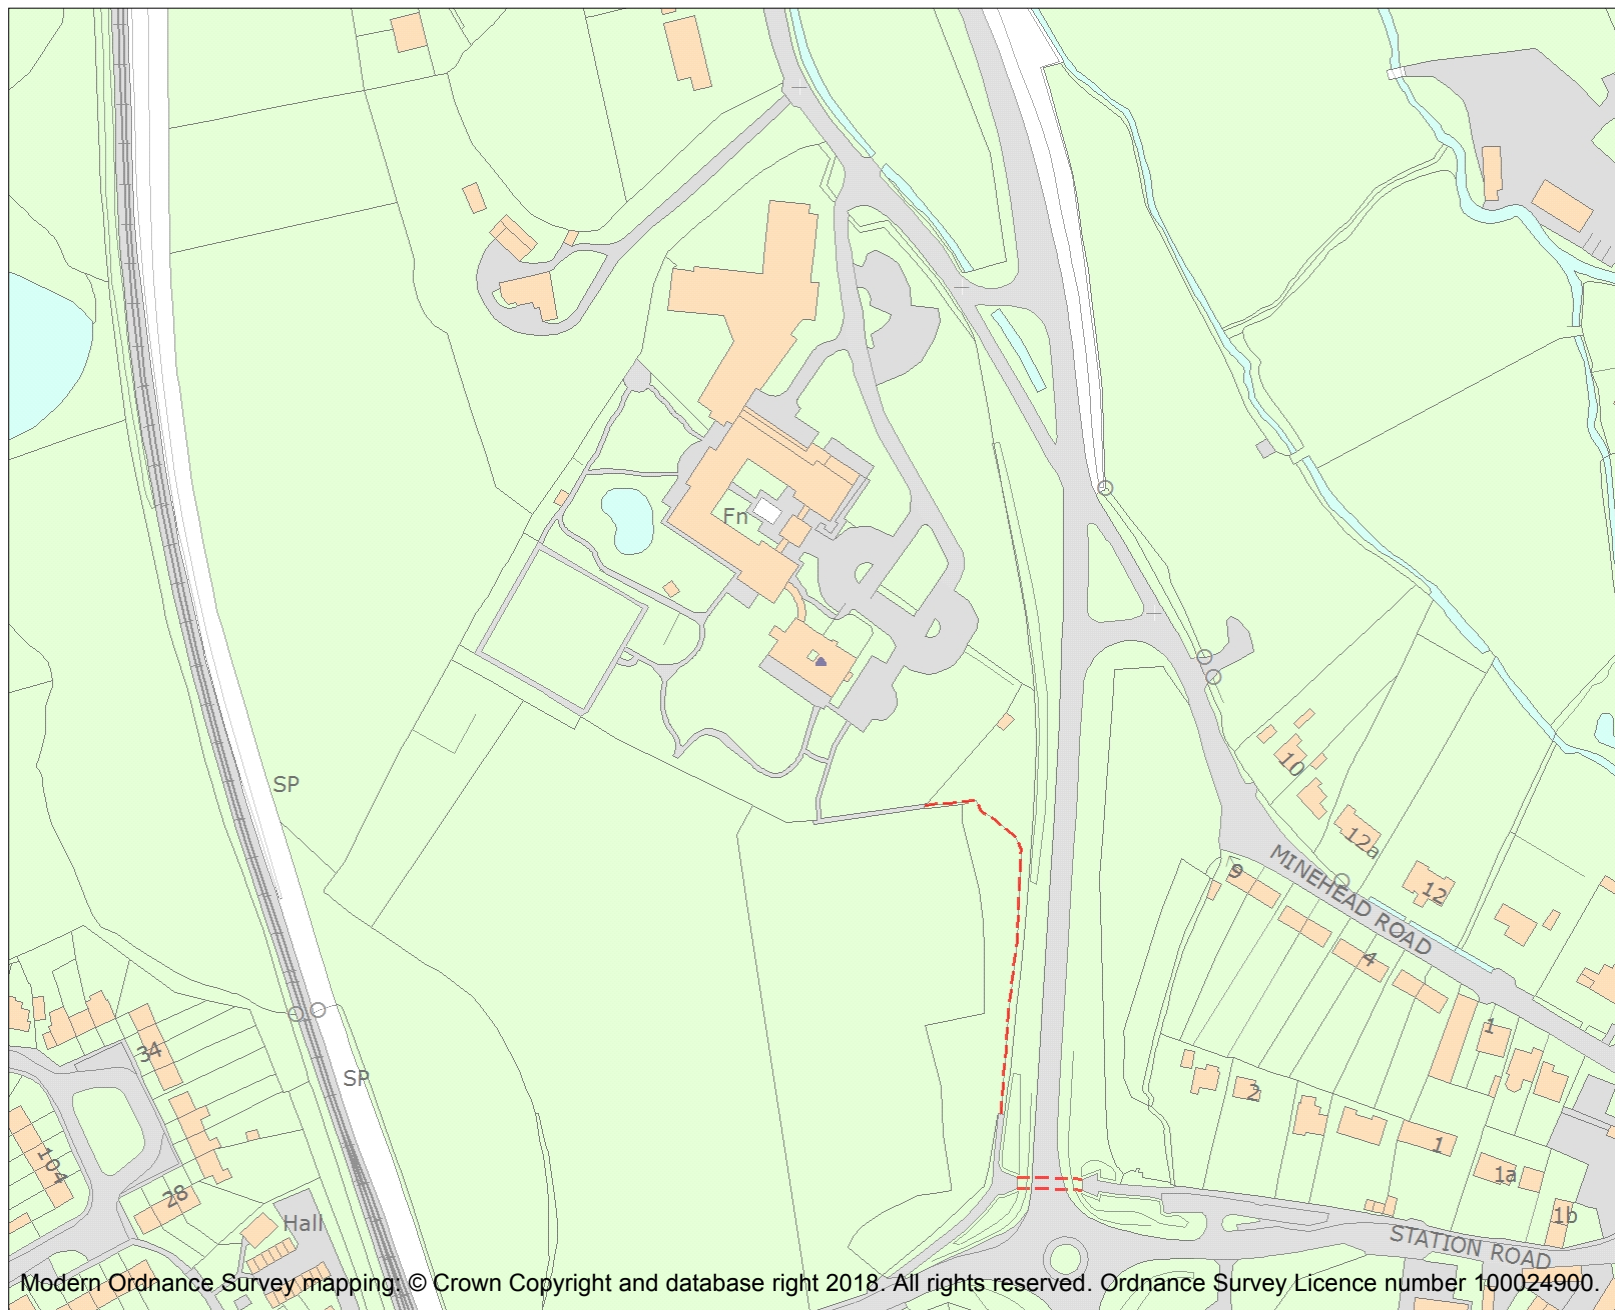 Fn
SP
10
12a
9
MINEHEAD ROAD
12
4
1
34
SP
2
1
104
28
1a
Hall
1b
STATION ROAD
Modern Ordnance Survey mapping: © Crown Copyright and database right 2018. All rights reserved. Ordnance Survey Licence number 100024900.